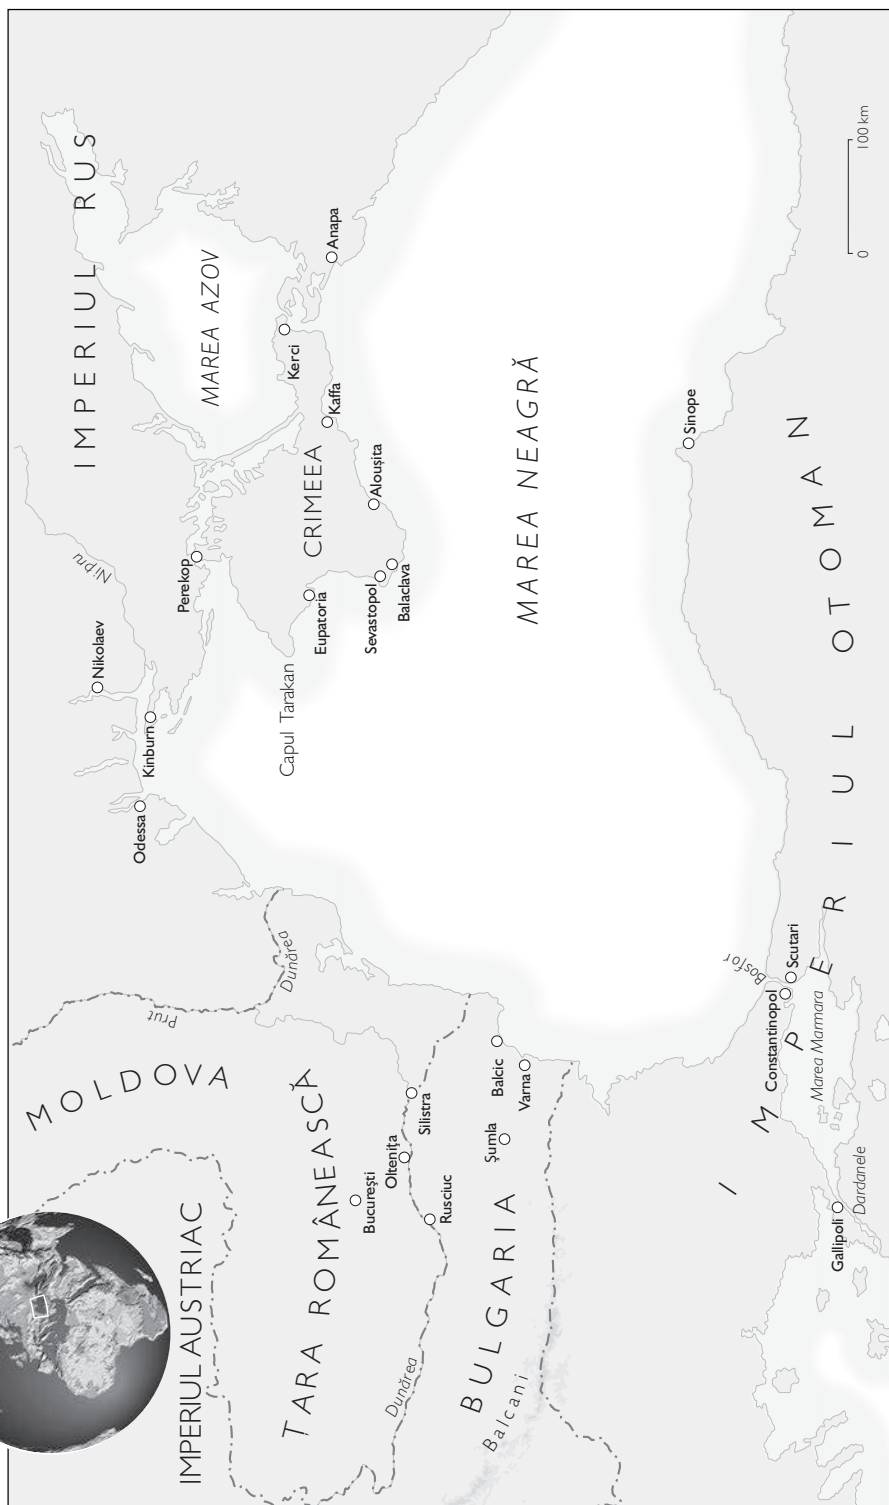 IMPERIUL RUS
MAREA AZOV
Nipru
Nikolaev
Perekop
Kinburn
Odessa
Anapa
Kerci
Kaffa
CRIMEEA
Aloușita
Eupatoria
Sevastopol
Balaclava
Capul Tarakan
MAREA NEAGRĂ
Sinope
0
100 km
MOLDOVA
Prut
Dunărea
IMPERIUL AUSTRIAC
TARA ROMÂNEASCĂ
București
Oltenița
Silistra
Rusciuc
Dunărea
BULGARIA
Balcani
Șumla
Balcic
Varna
IMPERIUL OTOMAN
Bosfor
Constantinopol
Scutari
Marea Marmara
Dardanele
Gallipoli